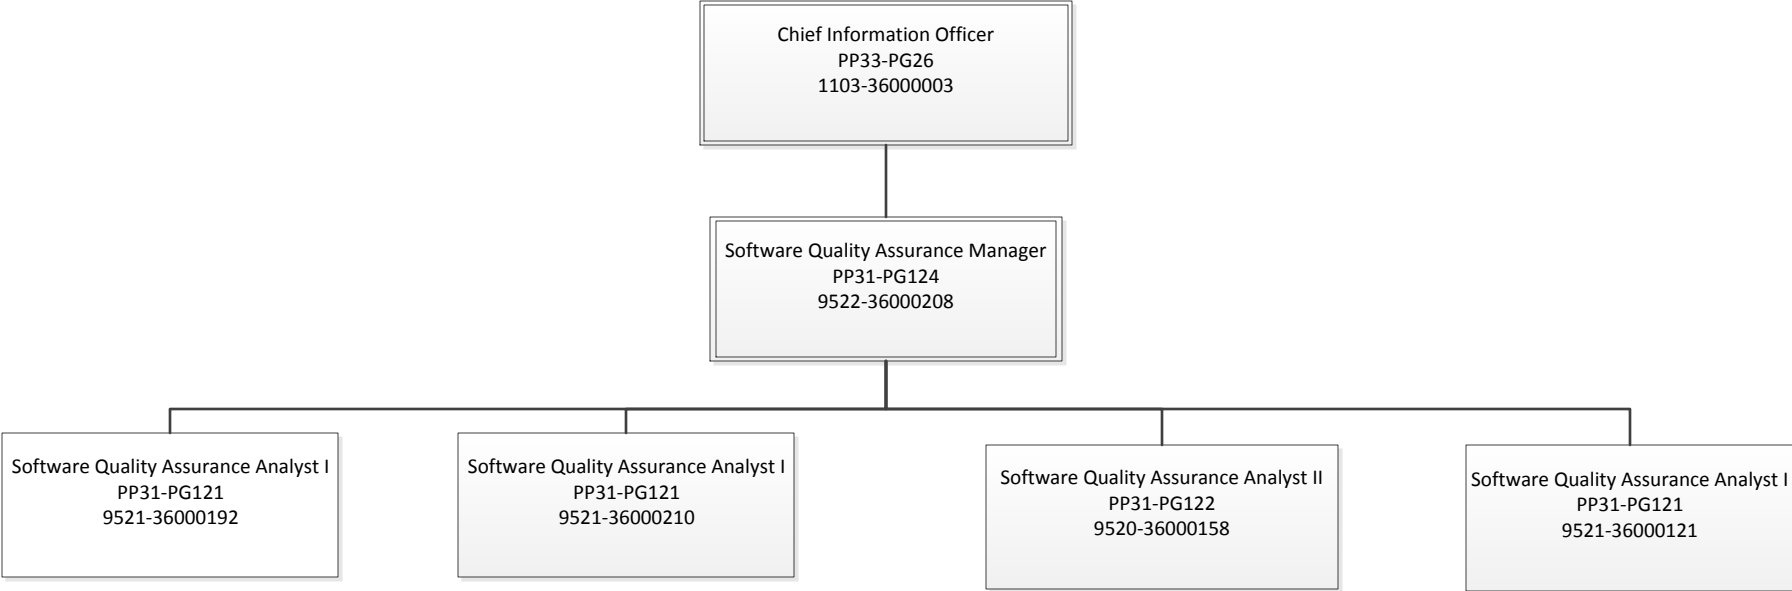 Chief Information Officer
PP33-PG26
1103-36000003
Software Quality Assurance Manager
PP31-PG124
9522-36000208
Software Quality Assurance Analyst I
PP31-PG121
9521-36000192
Software Quality Assurance Analyst I
PP31-PG121
9521-36000210
Software Quality Assurance Analyst II
PP31-PG122
9520-36000158
Software Quality Assurance Analyst I
PP31-PG121
9521-36000121